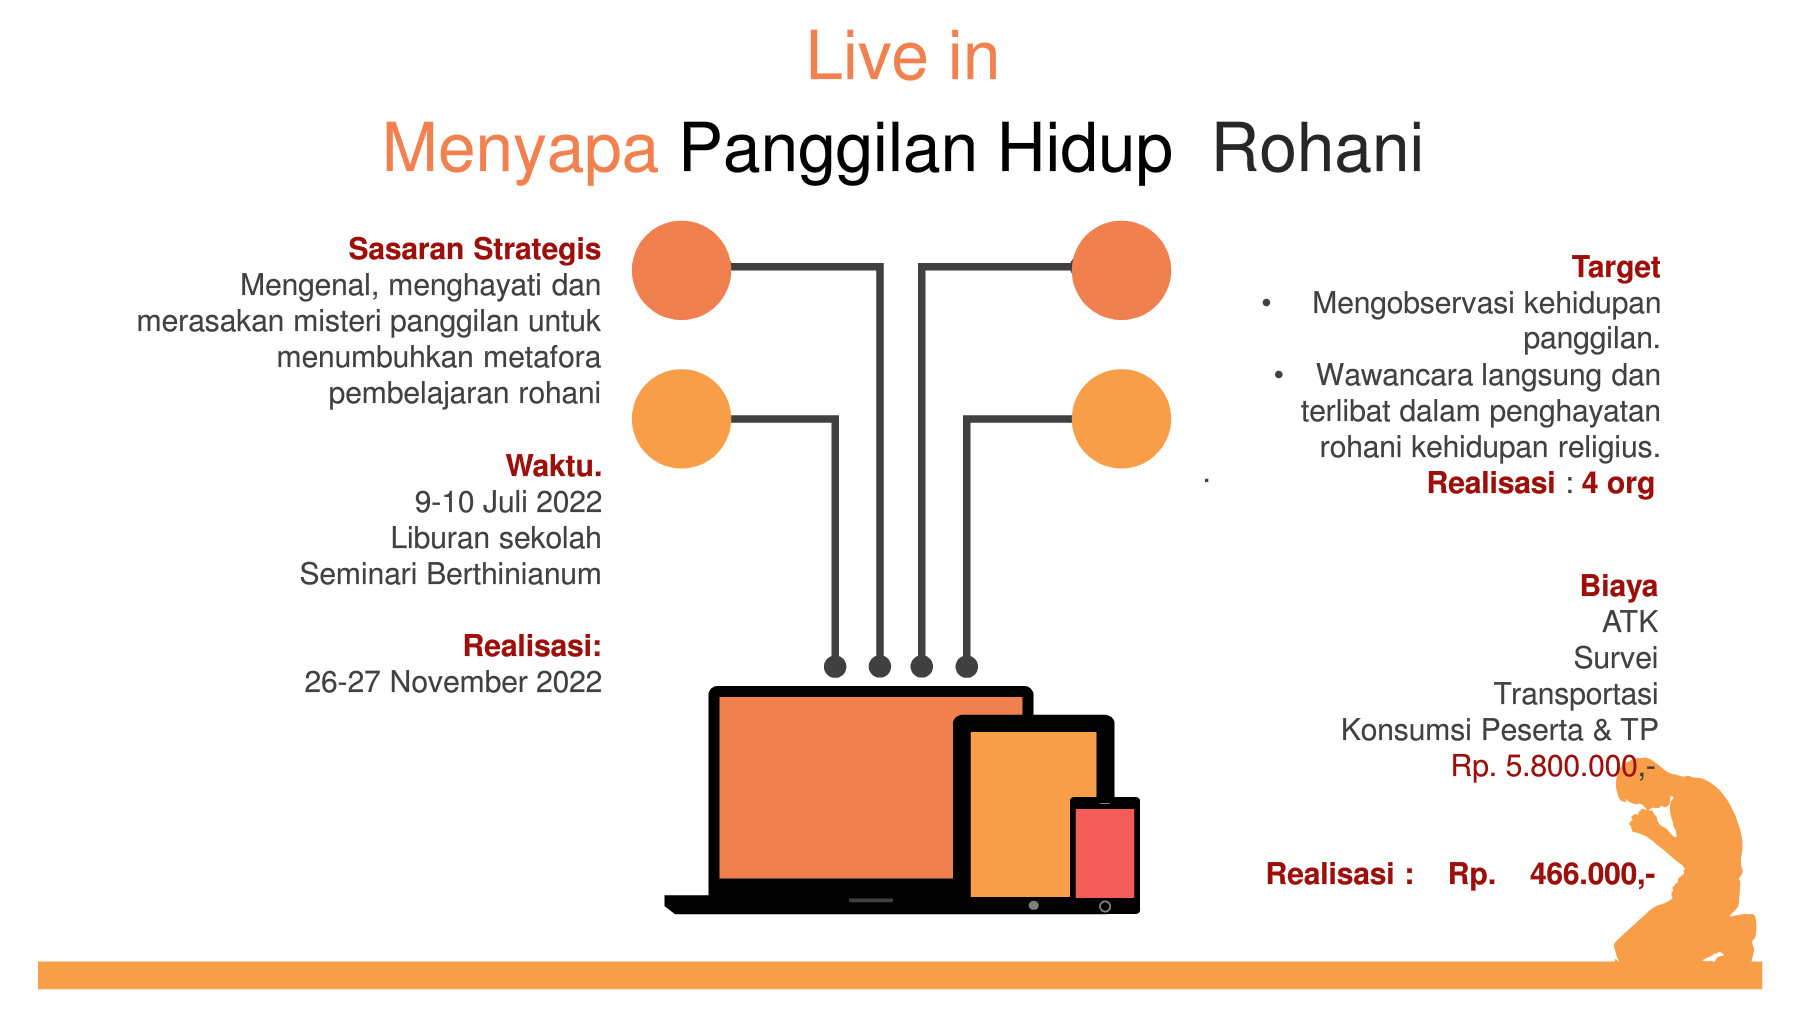 Live in
Menyapa Panggilan Hidup Rohani
Sasaran Strategis
Mengenal, menghayati dan
merasakan misteri panggilan untuk
menumbuhkan metafora
pembelajaran rohani
Waktu.
9-10 Juli 2022
Liburan sekolah
Seminari Berthinianum
Realisasi:
26-27 November 2022
Target
• Mengobservasi kehidupan
panggilan.
• Wawancara langsung dan
terlibat dalam penghayatan
rohani kehidupan religius.
Realisasi : 4 org
.
Biaya
ATK
Survei
Transportasi
Konsumsi Peserta & TP
Rp. 5.800.000,-
Realisasi : Rp. 466.000,-